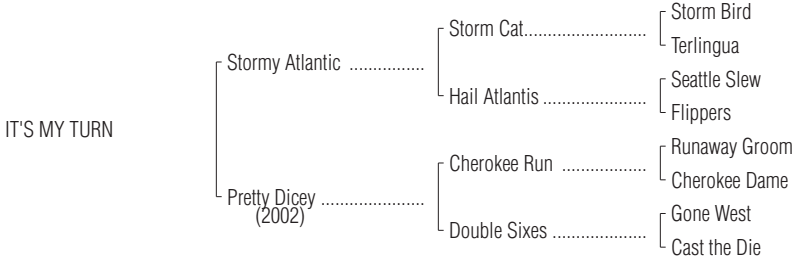 Storm Bird
Storm Cat..........................
Terlingua
Stormy Atlantic ................
Seattle Slew
Hail Atlantis ......................
Flippers
IT'S MY TURN
Runaway Groom
Cherokee Run ..................
Cherokee Dame
Pretty Dicey ......................
(2002)
Gone West
Double Sixes ....................
Cast the Die